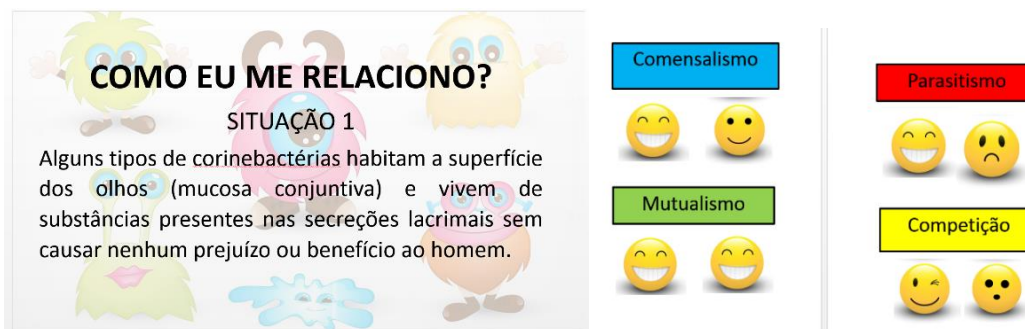 COMO EU ME RELACIONO?
SITUAÇÃO 1
Alguns tipos de corinebactérias habitam a superfície
dos olhos (mucosa conjuntiva) e vivem de
substâncias presentes nas secreções lacrimais sem
causar nenhum prejuízo ou benefício ao homem.
Comensalismo
Mutualismo
Parasitismo
Competição